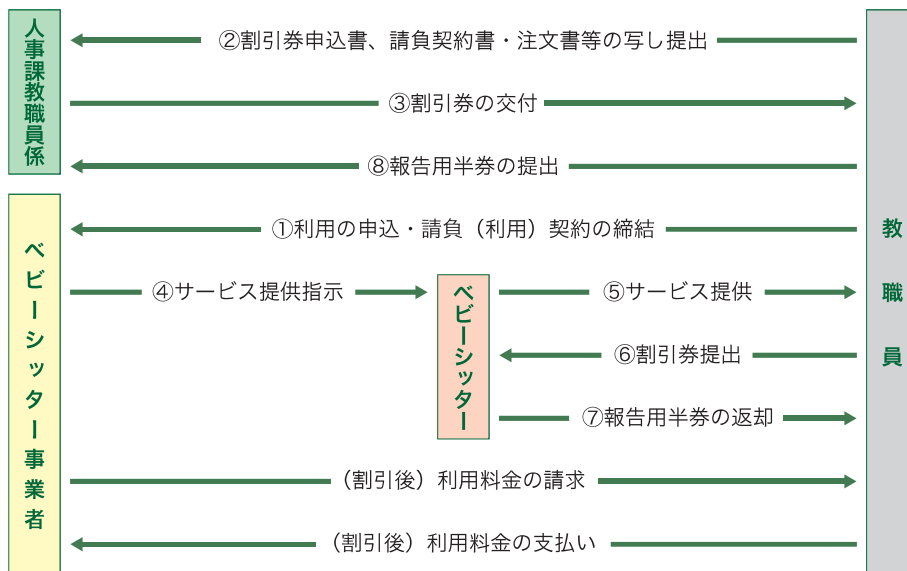 人事課教職員係
②割引券申込書、請負契約書・注文書等の写し提出
③割引券の交付
⑧報告用半券の提出
ベビーシッター事業者
①利用の申込・請負（利用）契約の締結
教職員
④サービス提供指示
ベビーシッター
⑤サービス提供
⑥割引券提出
⑦報告用半券の返却
（割引後）利用料金の請求
（割引後）利用料金の支払い